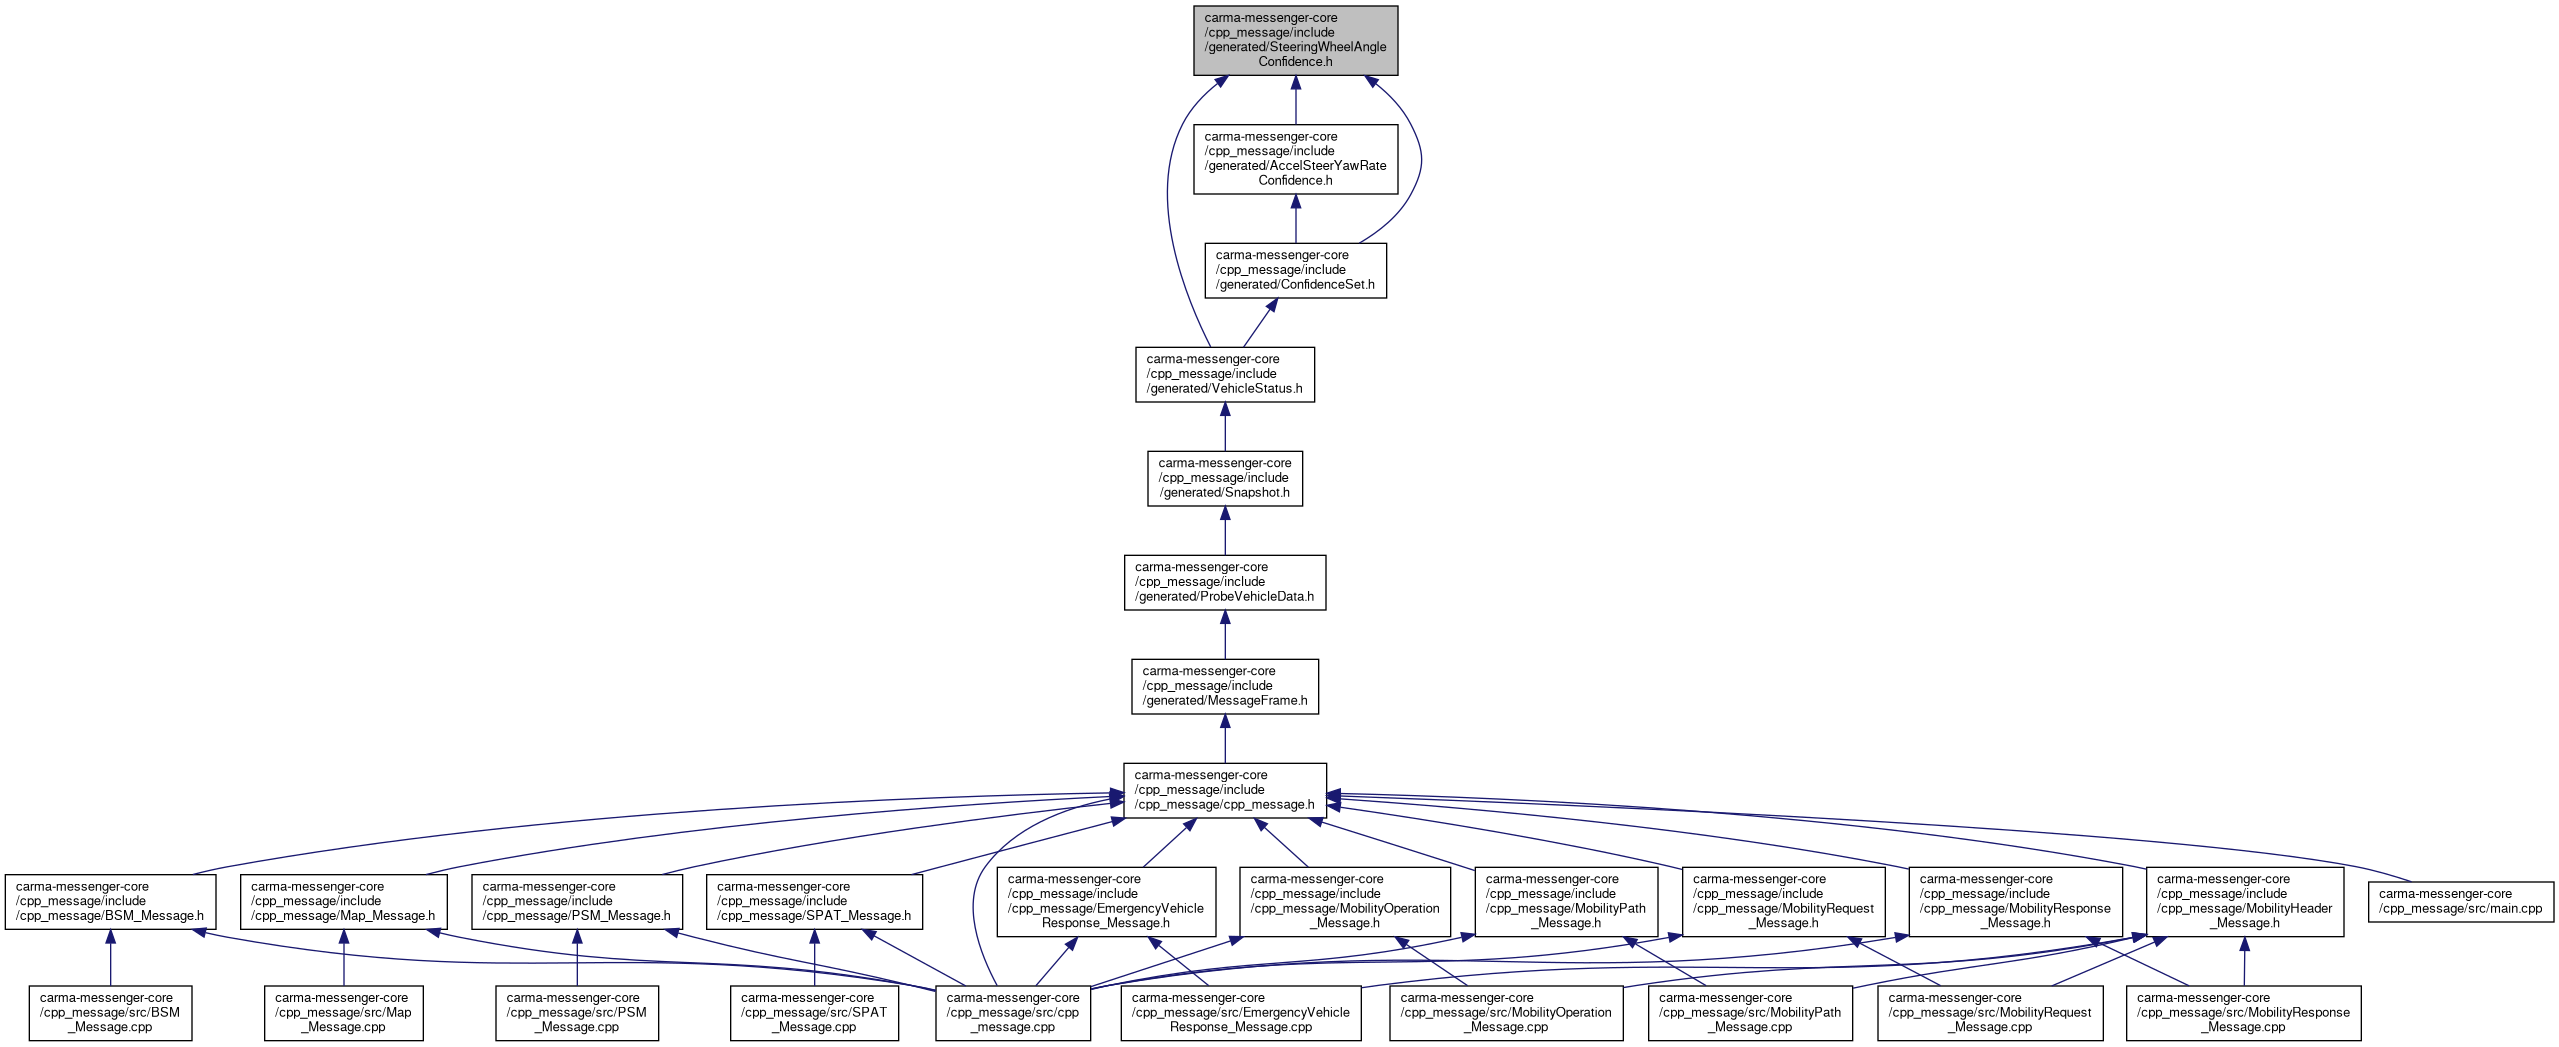 carma-messenger-core
/cpp_message/include
/generated/SteeringWheelAngle
Confidence.h
carma-messenger-core
/cpp_message/include
/generated/AccelSteerYawRate
Confidence.h
carma-messenger-core
/cpp_message/include
/generated/ConfidenceSet.h
carma-messenger-core
/cpp_message/include
/generated/VehicleStatus.h
carma-messenger-core
/cpp_message/include
/generated/Snapshot.h
carma-messenger-core
/cpp_message/include
/generated/ProbeVehicleData.h
carma-messenger-core
/cpp_message/include
/generated/MessageFrame.h
carma-messenger-core
/cpp_message/include
/cpp_message/cpp_message.h
carma-messenger-core
/cpp_message/include
/cpp_message/BSM_Message.h
carma-messenger-core
/cpp_message/include
/cpp_message/Map_Message.h
carma-messenger-core
/cpp_message/include
/cpp_message/PSM_Message.h
carma-messenger-core
/cpp_message/include
/cpp_message/SPAT_Message.h
carma-messenger-core
/cpp_message/include
/cpp_message/EmergencyVehicle
Response_Message.h
carma-messenger-core
/cpp_message/include
/cpp_message/MobilityOperation
_Message.h
carma-messenger-core
/cpp_message/include
/cpp_message/MobilityPath
_Message.h
carma-messenger-core
/cpp_message/include
/cpp_message/MobilityRequest
_Message.h
carma-messenger-core
/cpp_message/include
/cpp_message/MobilityResponse
_Message.h
carma-messenger-core
/cpp_message/include
/cpp_message/MobilityHeader
_Message.h
carma-messenger-core
/cpp_message/src/main.cpp
carma-messenger-core
/cpp_message/src/BSM
_Message.cpp
carma-messenger-core
/cpp_message/src/Map
_Message.cpp
carma-messenger-core
/cpp_message/src/PSM
_Message.cpp
carma-messenger-core
/cpp_message/src/SPAT
_Message.cpp
carma-messenger-core
/cpp_message/src/cpp
_message.cpp
carma-messenger-core
/cpp_message/src/EmergencyVehicle
Response_Message.cpp
carma-messenger-core
/cpp_message/src/MobilityOperation
_Message.cpp
carma-messenger-core
/cpp_message/src/MobilityPath
_Message.cpp
carma-messenger-core
/cpp_message/src/MobilityRequest
_Message.cpp
carma-messenger-core
/cpp_message/src/MobilityResponse
_Message.cpp